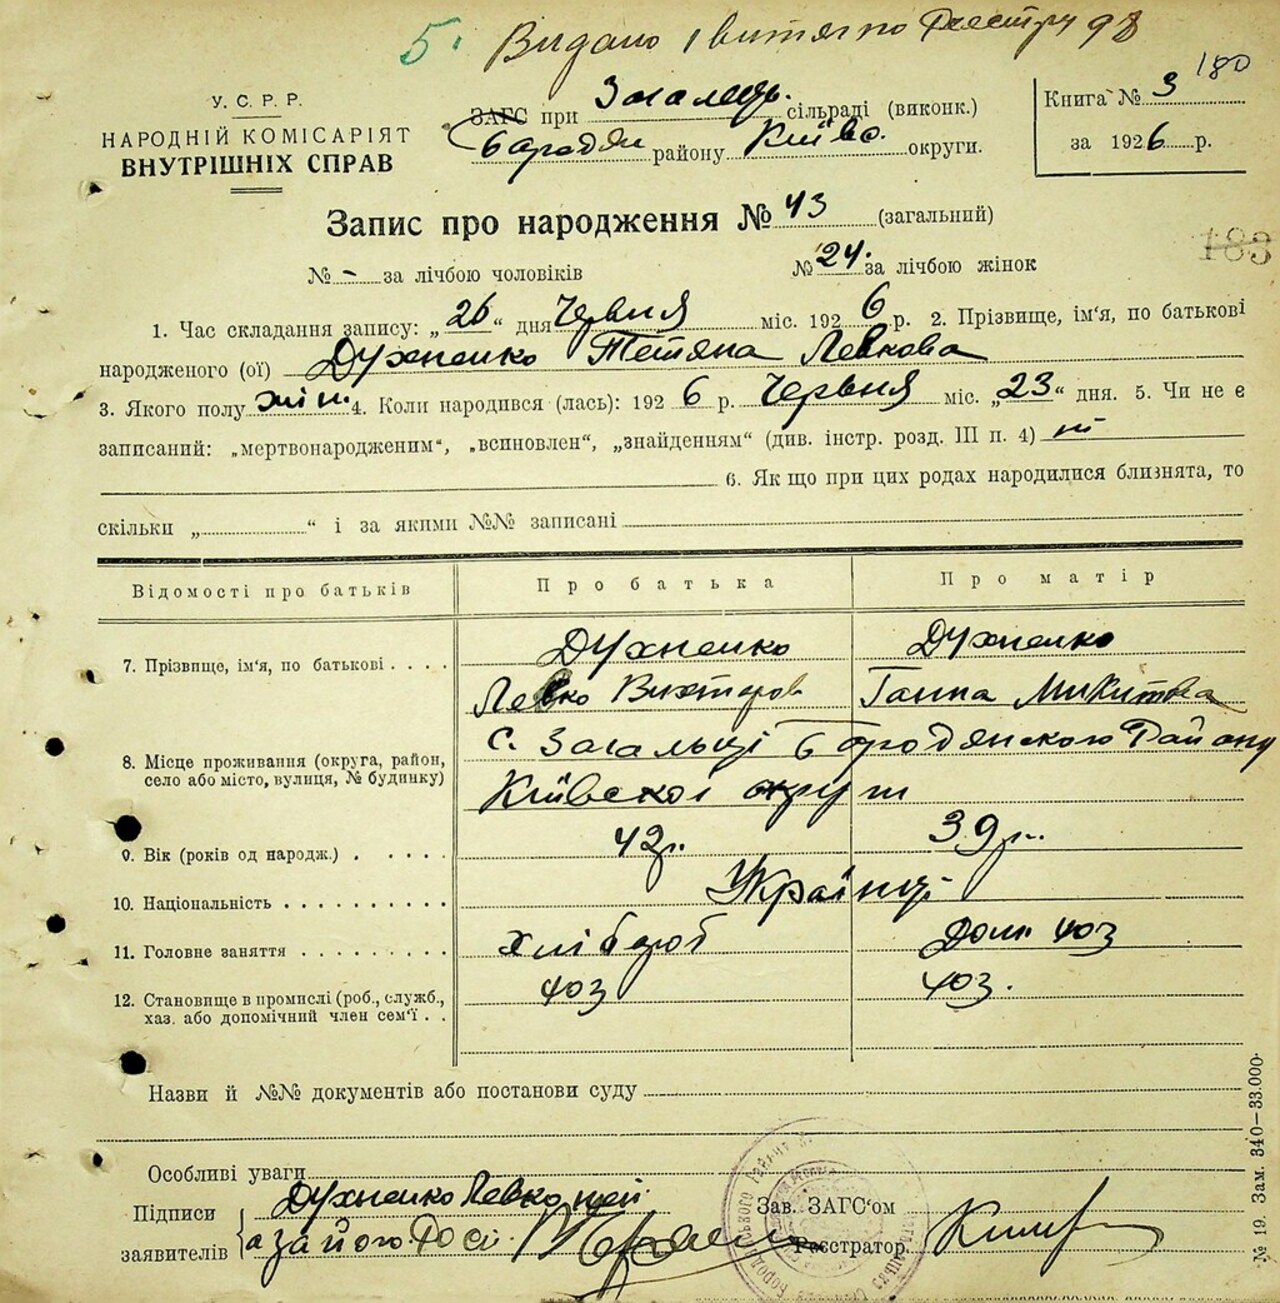 5. Видано 1 витяг по Реєстру 98
180
У. С. Р. Р.
НАРОДНІЙ КОМІСАРІЯТ
ВНУТРІШНІХ СПРАВ
ЗАГС при Загалець. сільраді (виконк.)
Бородян району Київс. округи.
Книга № 3
за 1926 р.
Запис про народження № 43 (загальний)
183
№ - за лічбою чоловіків № 24. за лічбою жінок
1. Час складання запису: „26“ дня Червня міс. 1926 р. 2. Прізвище, ім‘я, по батькові
народженого (ої) Духненко Тетяна Левкова
3. Якого полу жін. 4. Коли народився (лась): 1926 р. Червня міс. „23“ дня. 5. Чи не є
записаний: „мертвонародженим“, „всиновлен“, „знайденням“ (див. інстр. розд. III п. 4) ні
6. Як що при цих родах народилися близнята, то
скільки „ “ і за якими №№ записані
Відомості про батьків Про батька Про матір
7. Прізвище, ім‘я, по батькові . . . . Духненко Духненко
Левко Вікторов Ганна Микитова
8. Місце проживання (округа, район, село або місто, вулиця, № будинку) с. Загальці Бородянського Району
Київської округи
9. Вік (років од народж.) . . . . . 42 р. 39 р.
10. Національність . . . . . . . . . Українці
11. Головне заняття . . . . . . . . . хлібороб Дом. 403
12. Становище в промислі (роб., служб., хаз. або допомічний член сем‘ї . . 403 403.
Назви й №№ документів або постанови суду
Особливі уваги
Підписи Духненко Левко
заявителів а за його
Зав. ЗАГС‘ом
Реєстратор
№ 19. Зам. 340—33.000